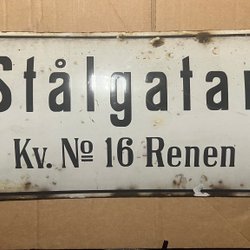 Stålgatan
Kv. Nº 16 Renen